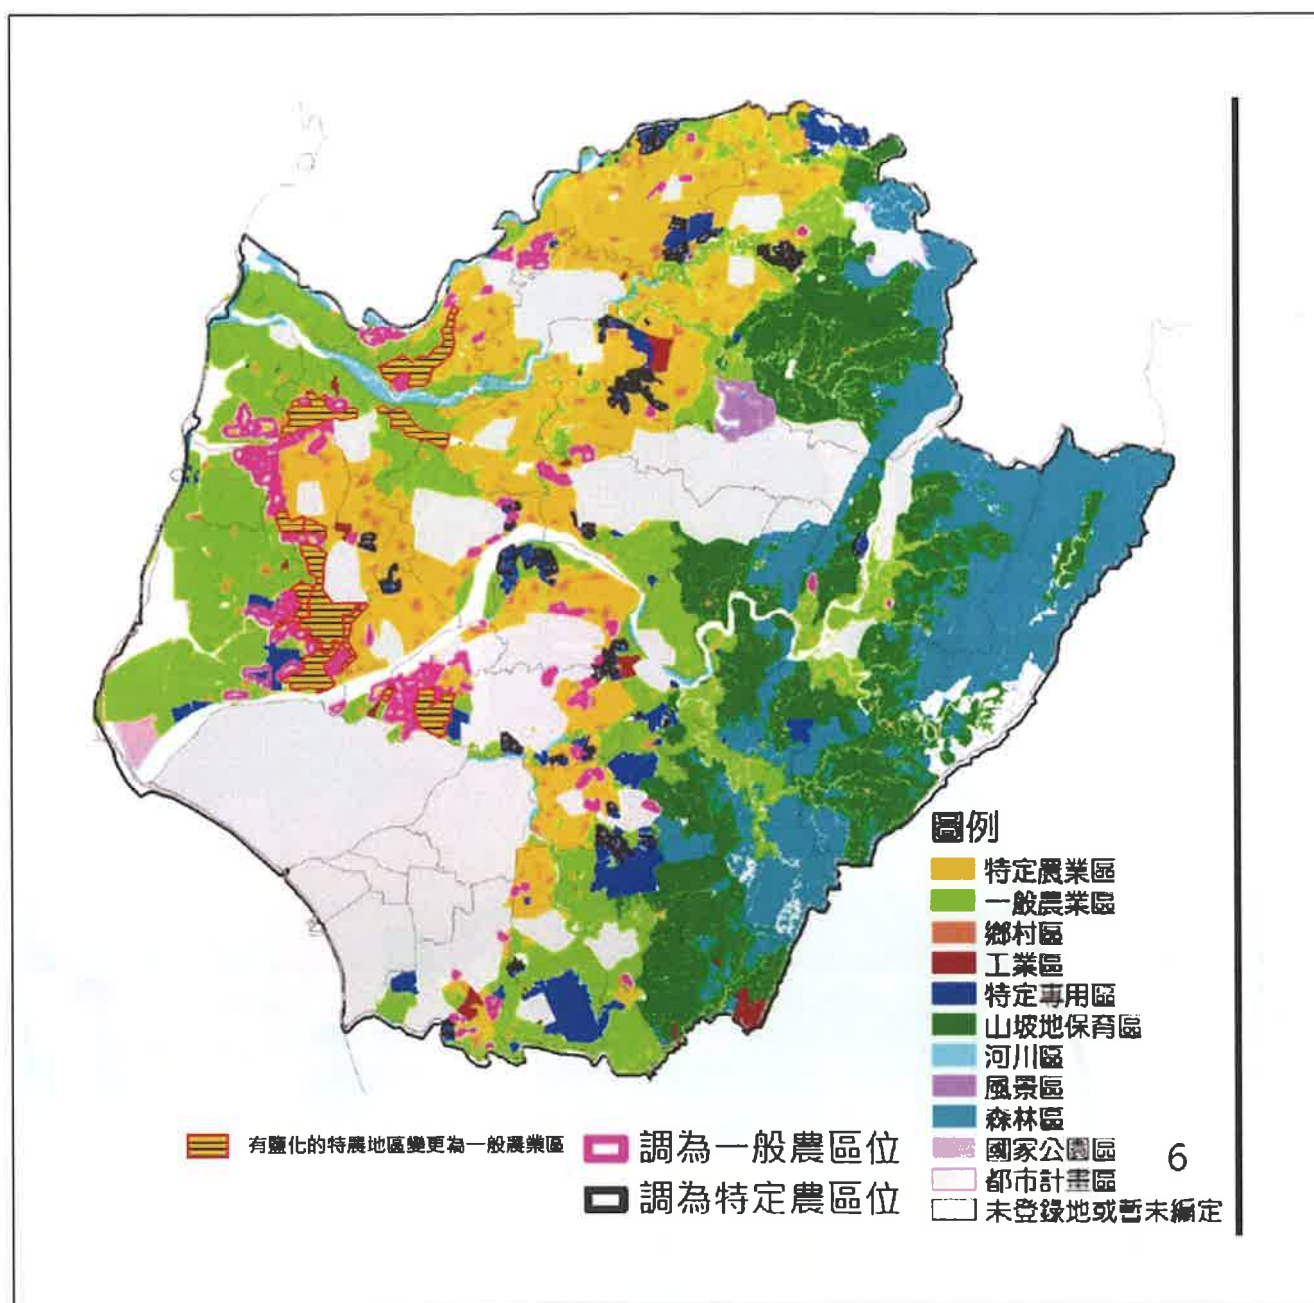 圖例
特定農業區
一般農業區
鄉村區
工業區
特定專用區
山坡地保育區
河川區
風景區
森林區
國家公園區
都市計畫區
未登錄地或暫未編定
有鹽化的特農地區變更為一般農業區
調為一般農區位
調為特定農區位
6